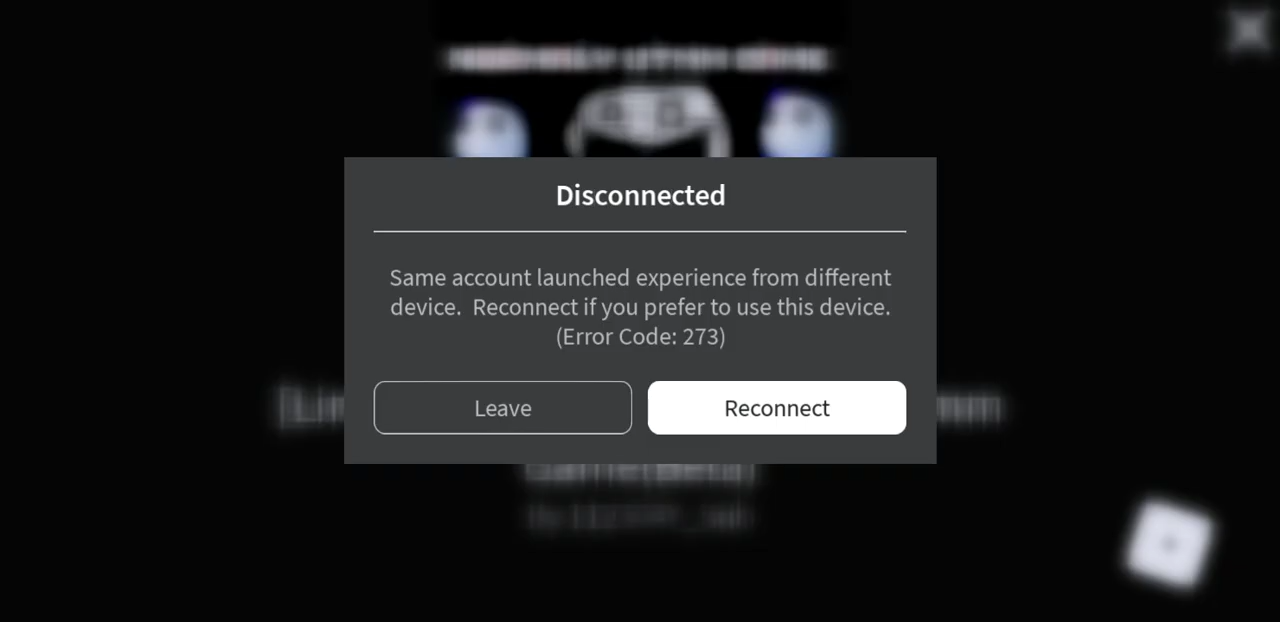 Disconnected
Same account launched experience from different
device. Reconnect if you prefer to use this device.
(Error Code: 273)
Leave
Reconnect